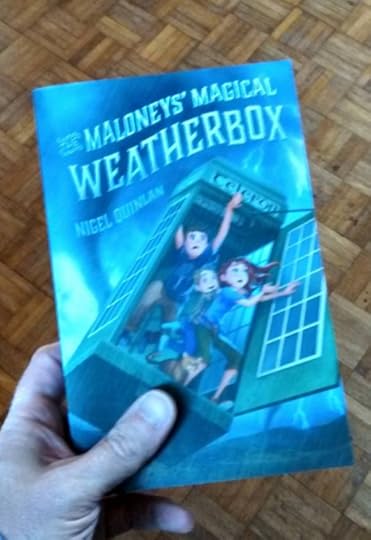 THE MALONEYS' MAGICAL
WEATHERBOX
NIGEL QUINLAN